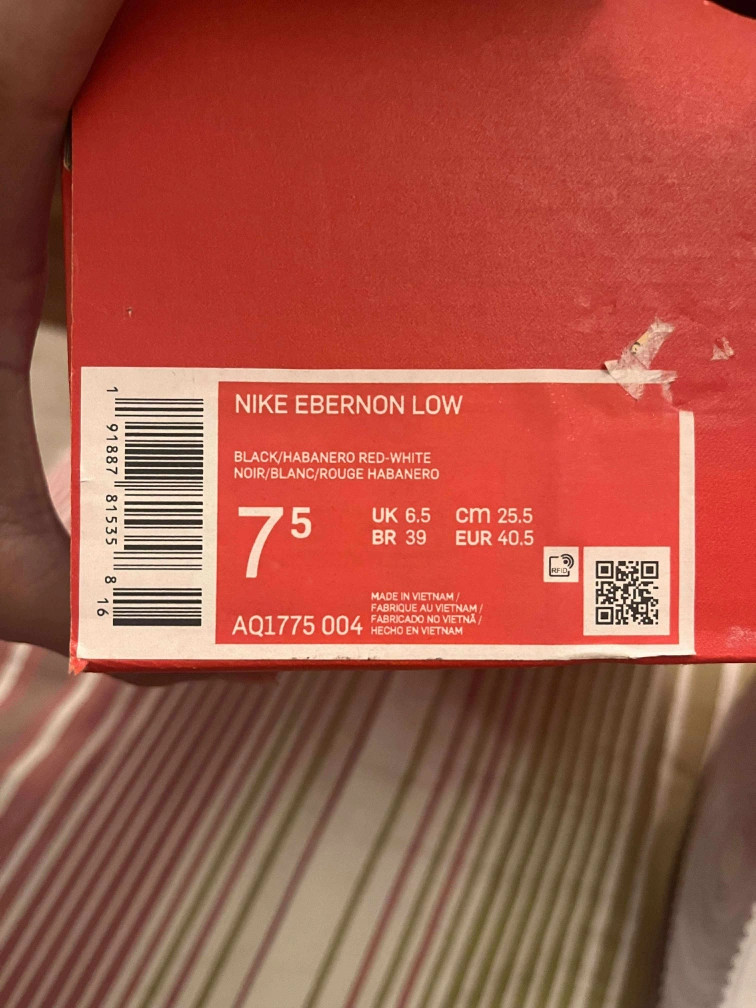 NIKE EBERNON LOW
BLACK/HABANERO RED-WHITE
NOIR/BLANC/ROUGE HABANERO
7⁵
UK 6.5 cm 25.5
BR 39 EUR 40.5
RFID
AQ1775 004
MADE IN VIETNAM /
FABRIQUE AU VIETNAM /
FABRICADO NO VIETNÃ /
HECHO EN VIETNAM
1 91887 81535 8 16